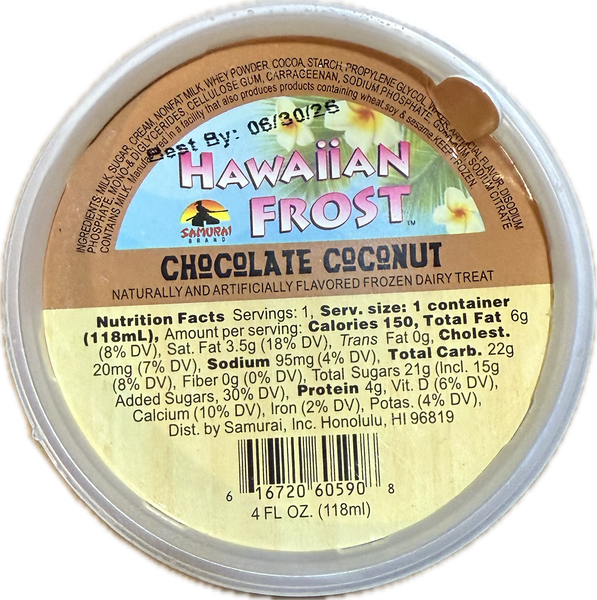 INGREDIENTS: MILK, SUGAR, CREAM, NONFAT MILK, WHEY POWDER, COCOA, STARCH, PROPYLENE GLYCOL, ARTIFICIAL FLAVOR, DISODIUM
PHOSPHATE, MONO- & DIGLYCERIDES, CELLULOSE GUM, CARRAGEENAN, SODIUM PHOSPHATE, SODIUM CITRATE
CONTAINS MILK. Manufactured in a facility that also produces products containing wheat, soy & sesame. KEEP FROZEN
Best By: 06/30/26
HAWAIIAN
FROST™
SAMURAI
BRAND
CHOCOLATE COCONUT
NATURALLY AND ARTIFICIALLY FLAVORED FROZEN DAIRY TREAT
Nutrition Facts Servings: 1, Serv. size: 1 container
(118mL), Amount per serving: Calories 150, Total Fat 6g
(8% DV), Sat. Fat 3.5g (18% DV), Trans Fat 0g, Cholest.
20mg (7% DV), Sodium 95mg (4% DV), Total Carb. 22g
(8% DV), Fiber 0g (0% DV), Total Sugars 21g (Incl. 15g
Added Sugars, 30% DV), Protein 4g, Vit. D (6% DV),
Calcium (10% DV), Iron (2% DV), Potas. (4% DV),
Dist. by Samurai, Inc. Honolulu, HI 96819
6 16720 60590 8
4 FL OZ. (118ml)